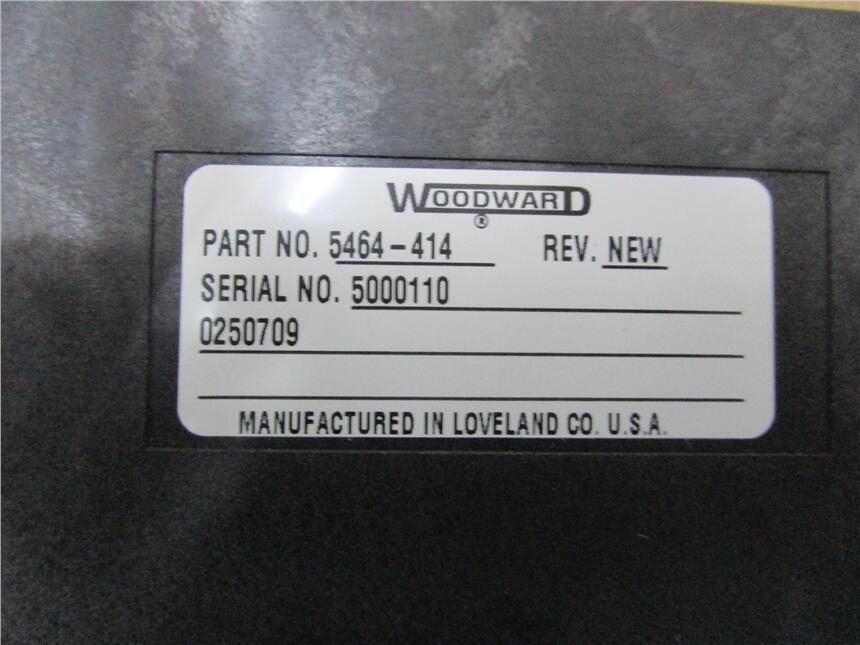 WOODWARD
®
PART NO. 5464-414 REV. NEW
SERIAL NO. 5000110
0250709
MANUFACTURED IN LOVELAND CO. U.S.A.